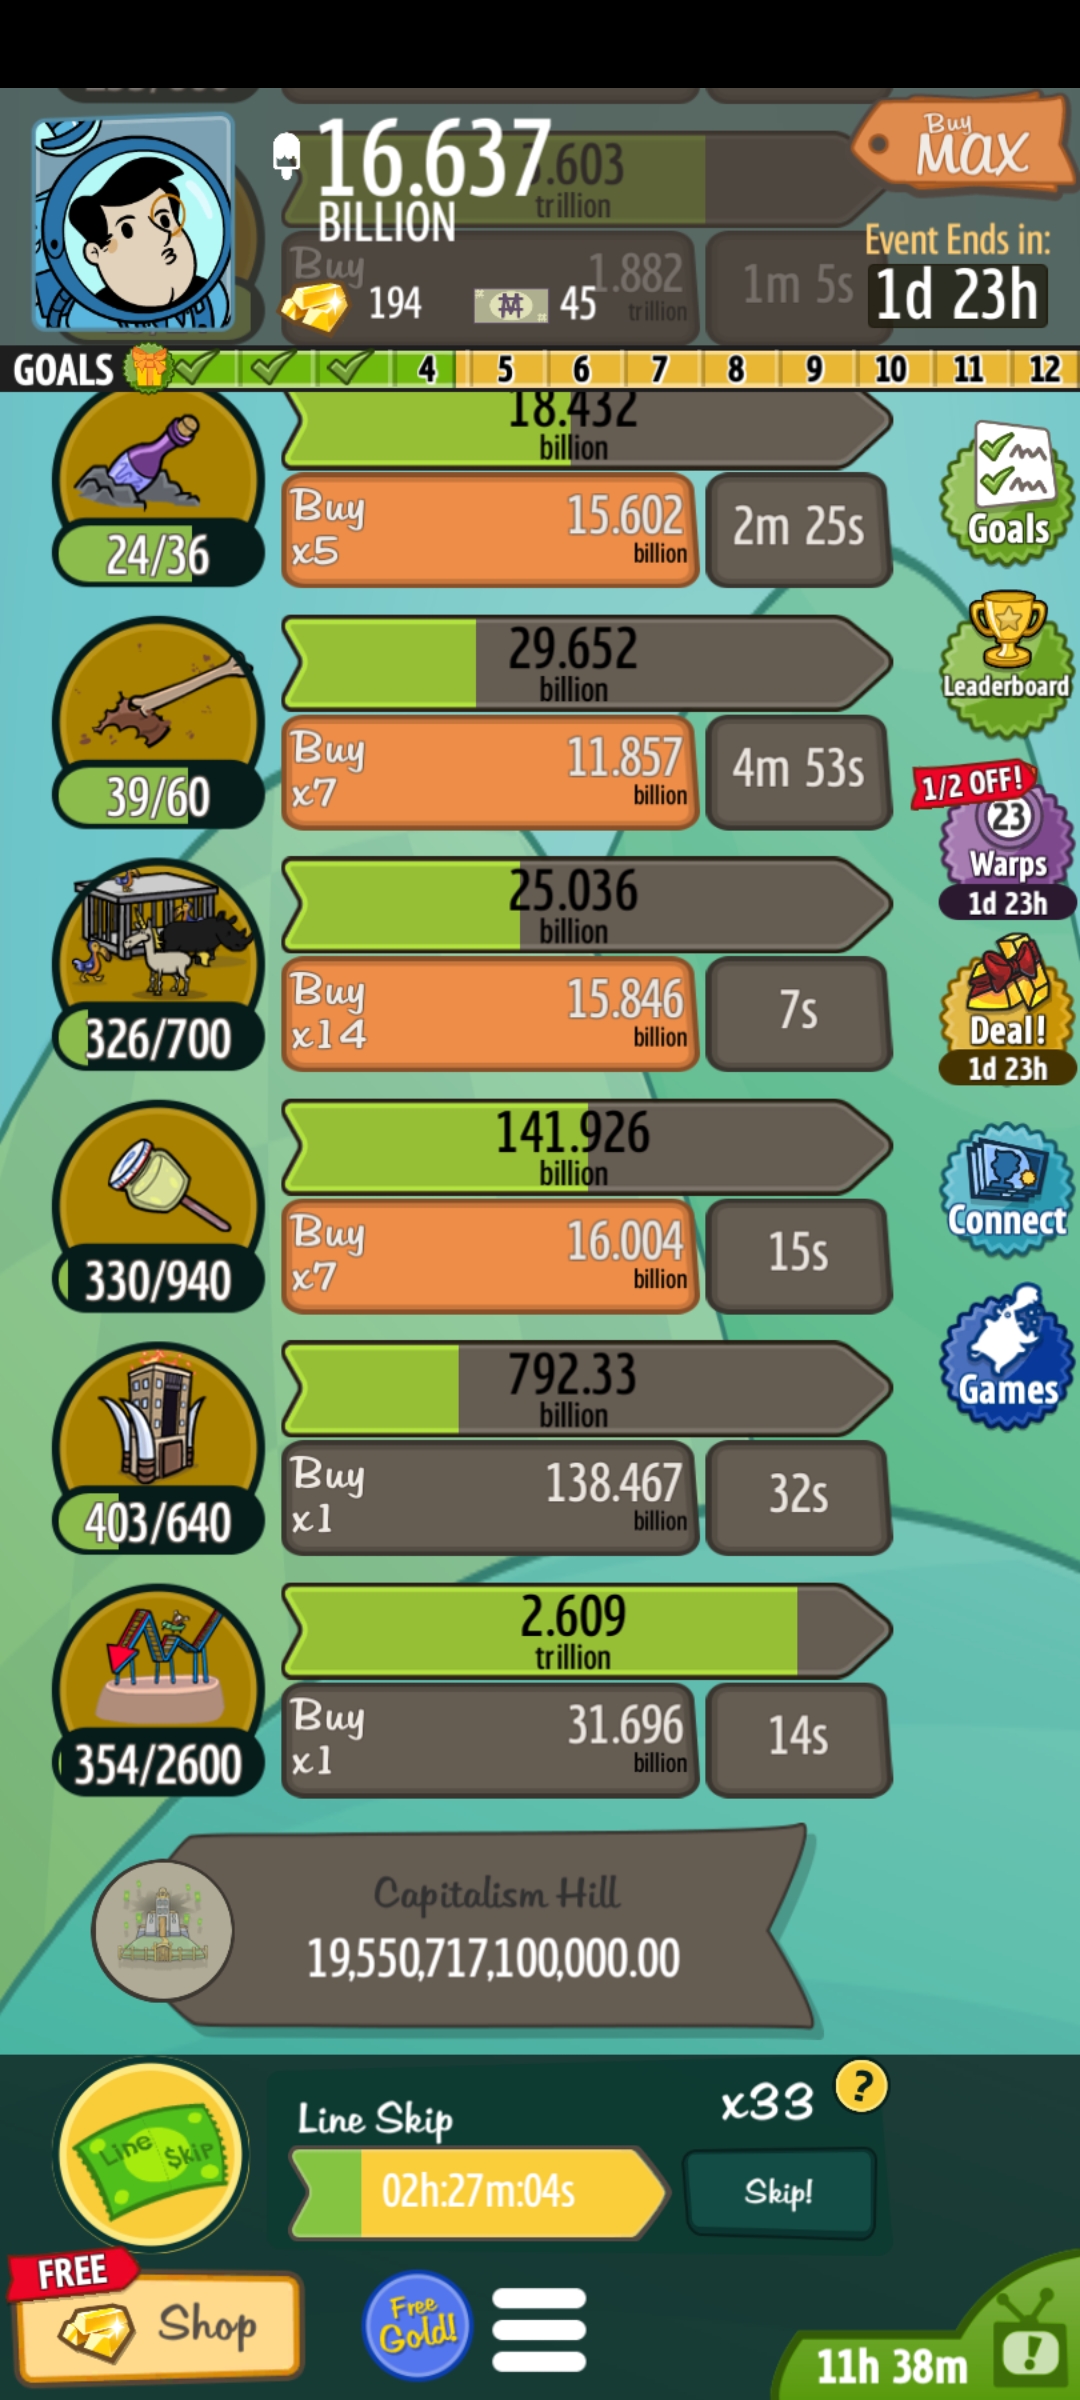 Buy
MAX
16.637
BILLION
.603
trillion
Buy
1.882
trillion
1m 5s
194
45
Event Ends in:
1d 23h
GOALS
4
5
6
7
8
9
10
11
12
18.432
billion
24/36
Buy
x5
15.602
billion
2m 25s
Goals
29.652
billion
39/60
Buy
x7
11.857
billion
4m 53s
Leaderboard
1/2 OFF!
23
Warps
1d 23h
25.036
billion
326/700
Buy
x14
15.846
billion
7s
Deal!
1d 23h
141.926
billion
330/940
Buy
x7
16.004
billion
15s
Connect
792.33
billion
403/640
Buy
x1
138.467
billion
32s
Games
2.609
trillion
354/2600
Buy
x1
31.696
billion
14s
Capitalism Hill
19,550,717,100,000.00
Line $kip
Line Skip
x33
?
02h:27m:04s
Skip!
FREE
Shop
Free
Gold!
11h 38m
!